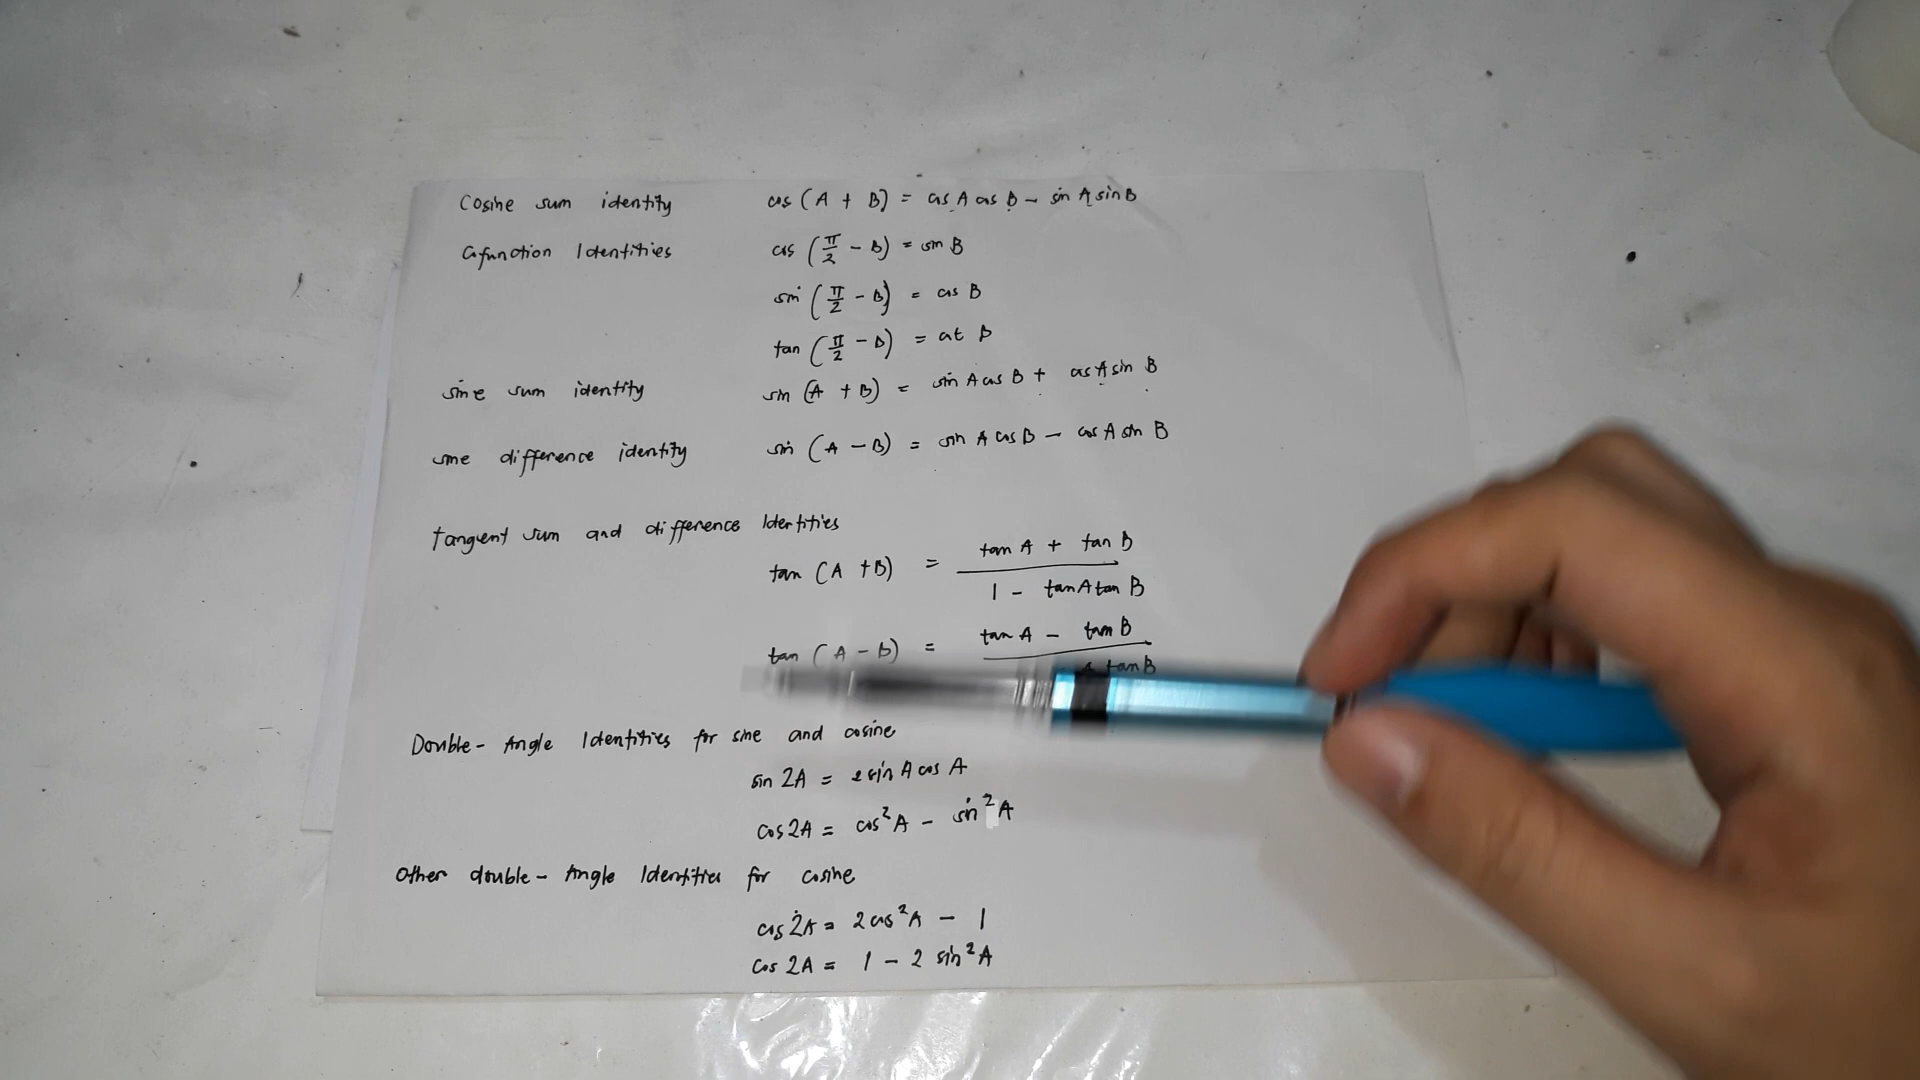 Cosine sum identity cos (A + B) = cos A cos B - sin A sin B
Cofunction Identities cos (π/2 - B) = sin B
sin (π/2 - B) = cos B
tan (π/2 - B) = cot B
sine sum identity sin (A + B) = sin A cos B + cos A sin B
sine difference identity sin (A - B) = sin A cos B - cos A sin B
tangent sum and difference Identities
tan (A + B) = tan A + tan B
1 - tan A tan B
tan (A - B) = tan A - tan B
tan B
Double-Angle Identities for sine and cosine
sin 2A = 2 sin A cos A
cos 2A = cos²A - sin²A
Other double-Angle Identities for cosine
cos 2A = 2 cos²A - 1
cos 2A = 1 - 2 sin²A